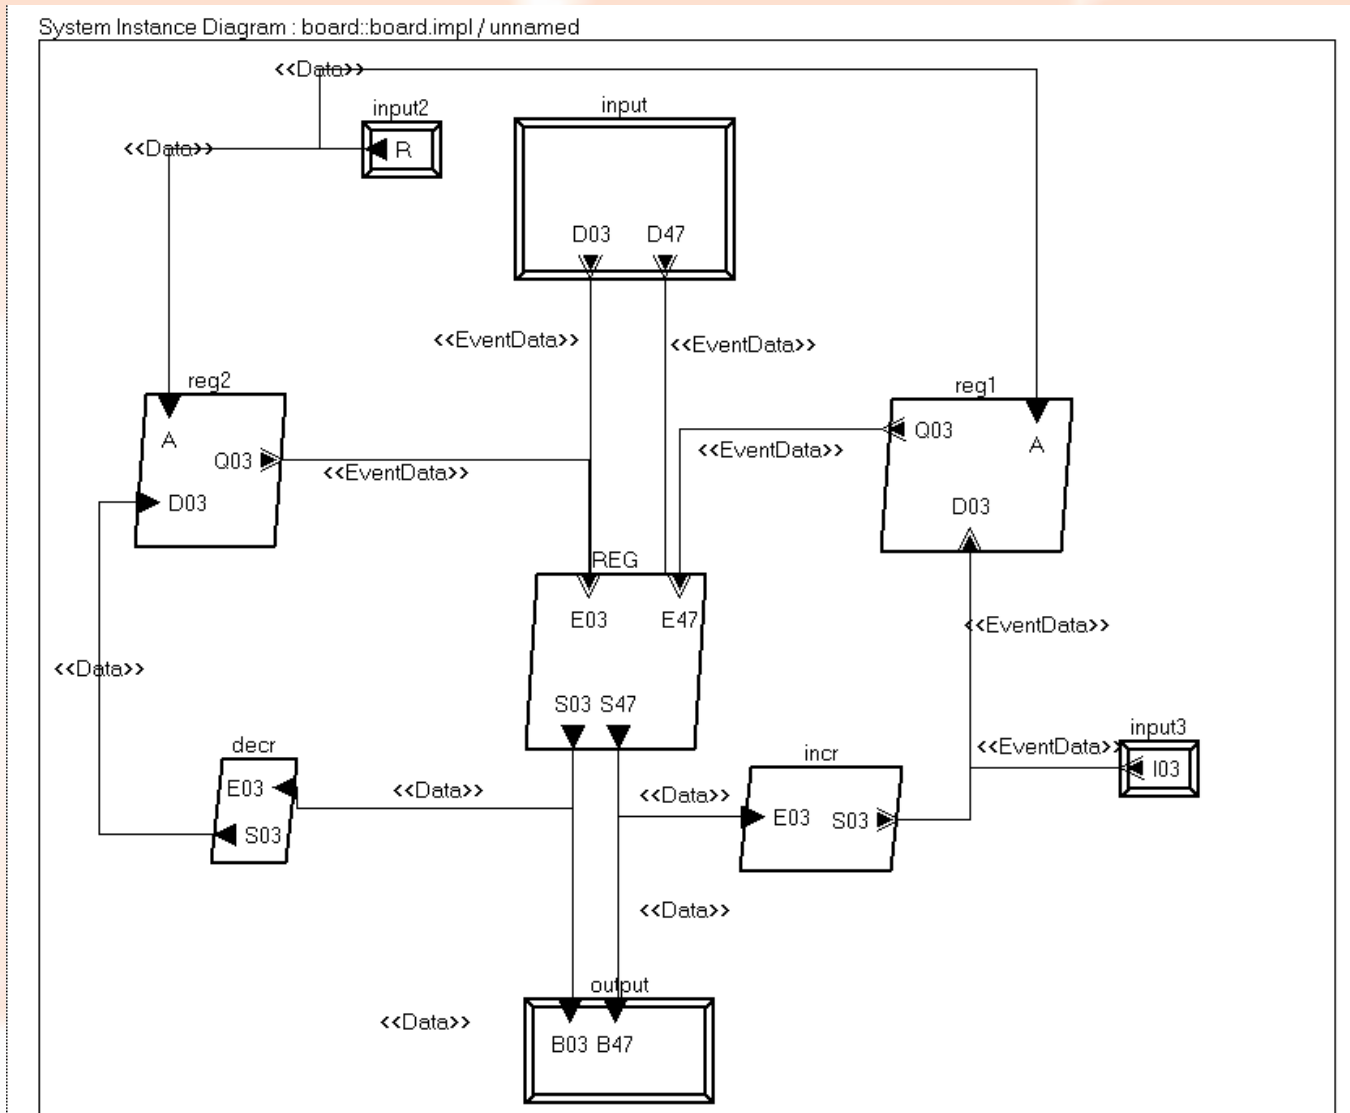 System Instance Diagram : board::board.impl / unnamed
<<Data>>
input2
input
<<Data>>
R
D03 D47
<<EventData>>
<<EventData>>
reg2
reg1
A
Q03
Q03
A
<<EventData>>
<<EventData>>
D03
D03
REG
E03 E47
<<EventData>>
<<Data>>
S03 S47
input3
decr
incr
<<EventData>>
I03
E03
<<Data>>
<<Data>>
E03 S03
S03
<<Data>>
output
<<Data>>
B03 B47